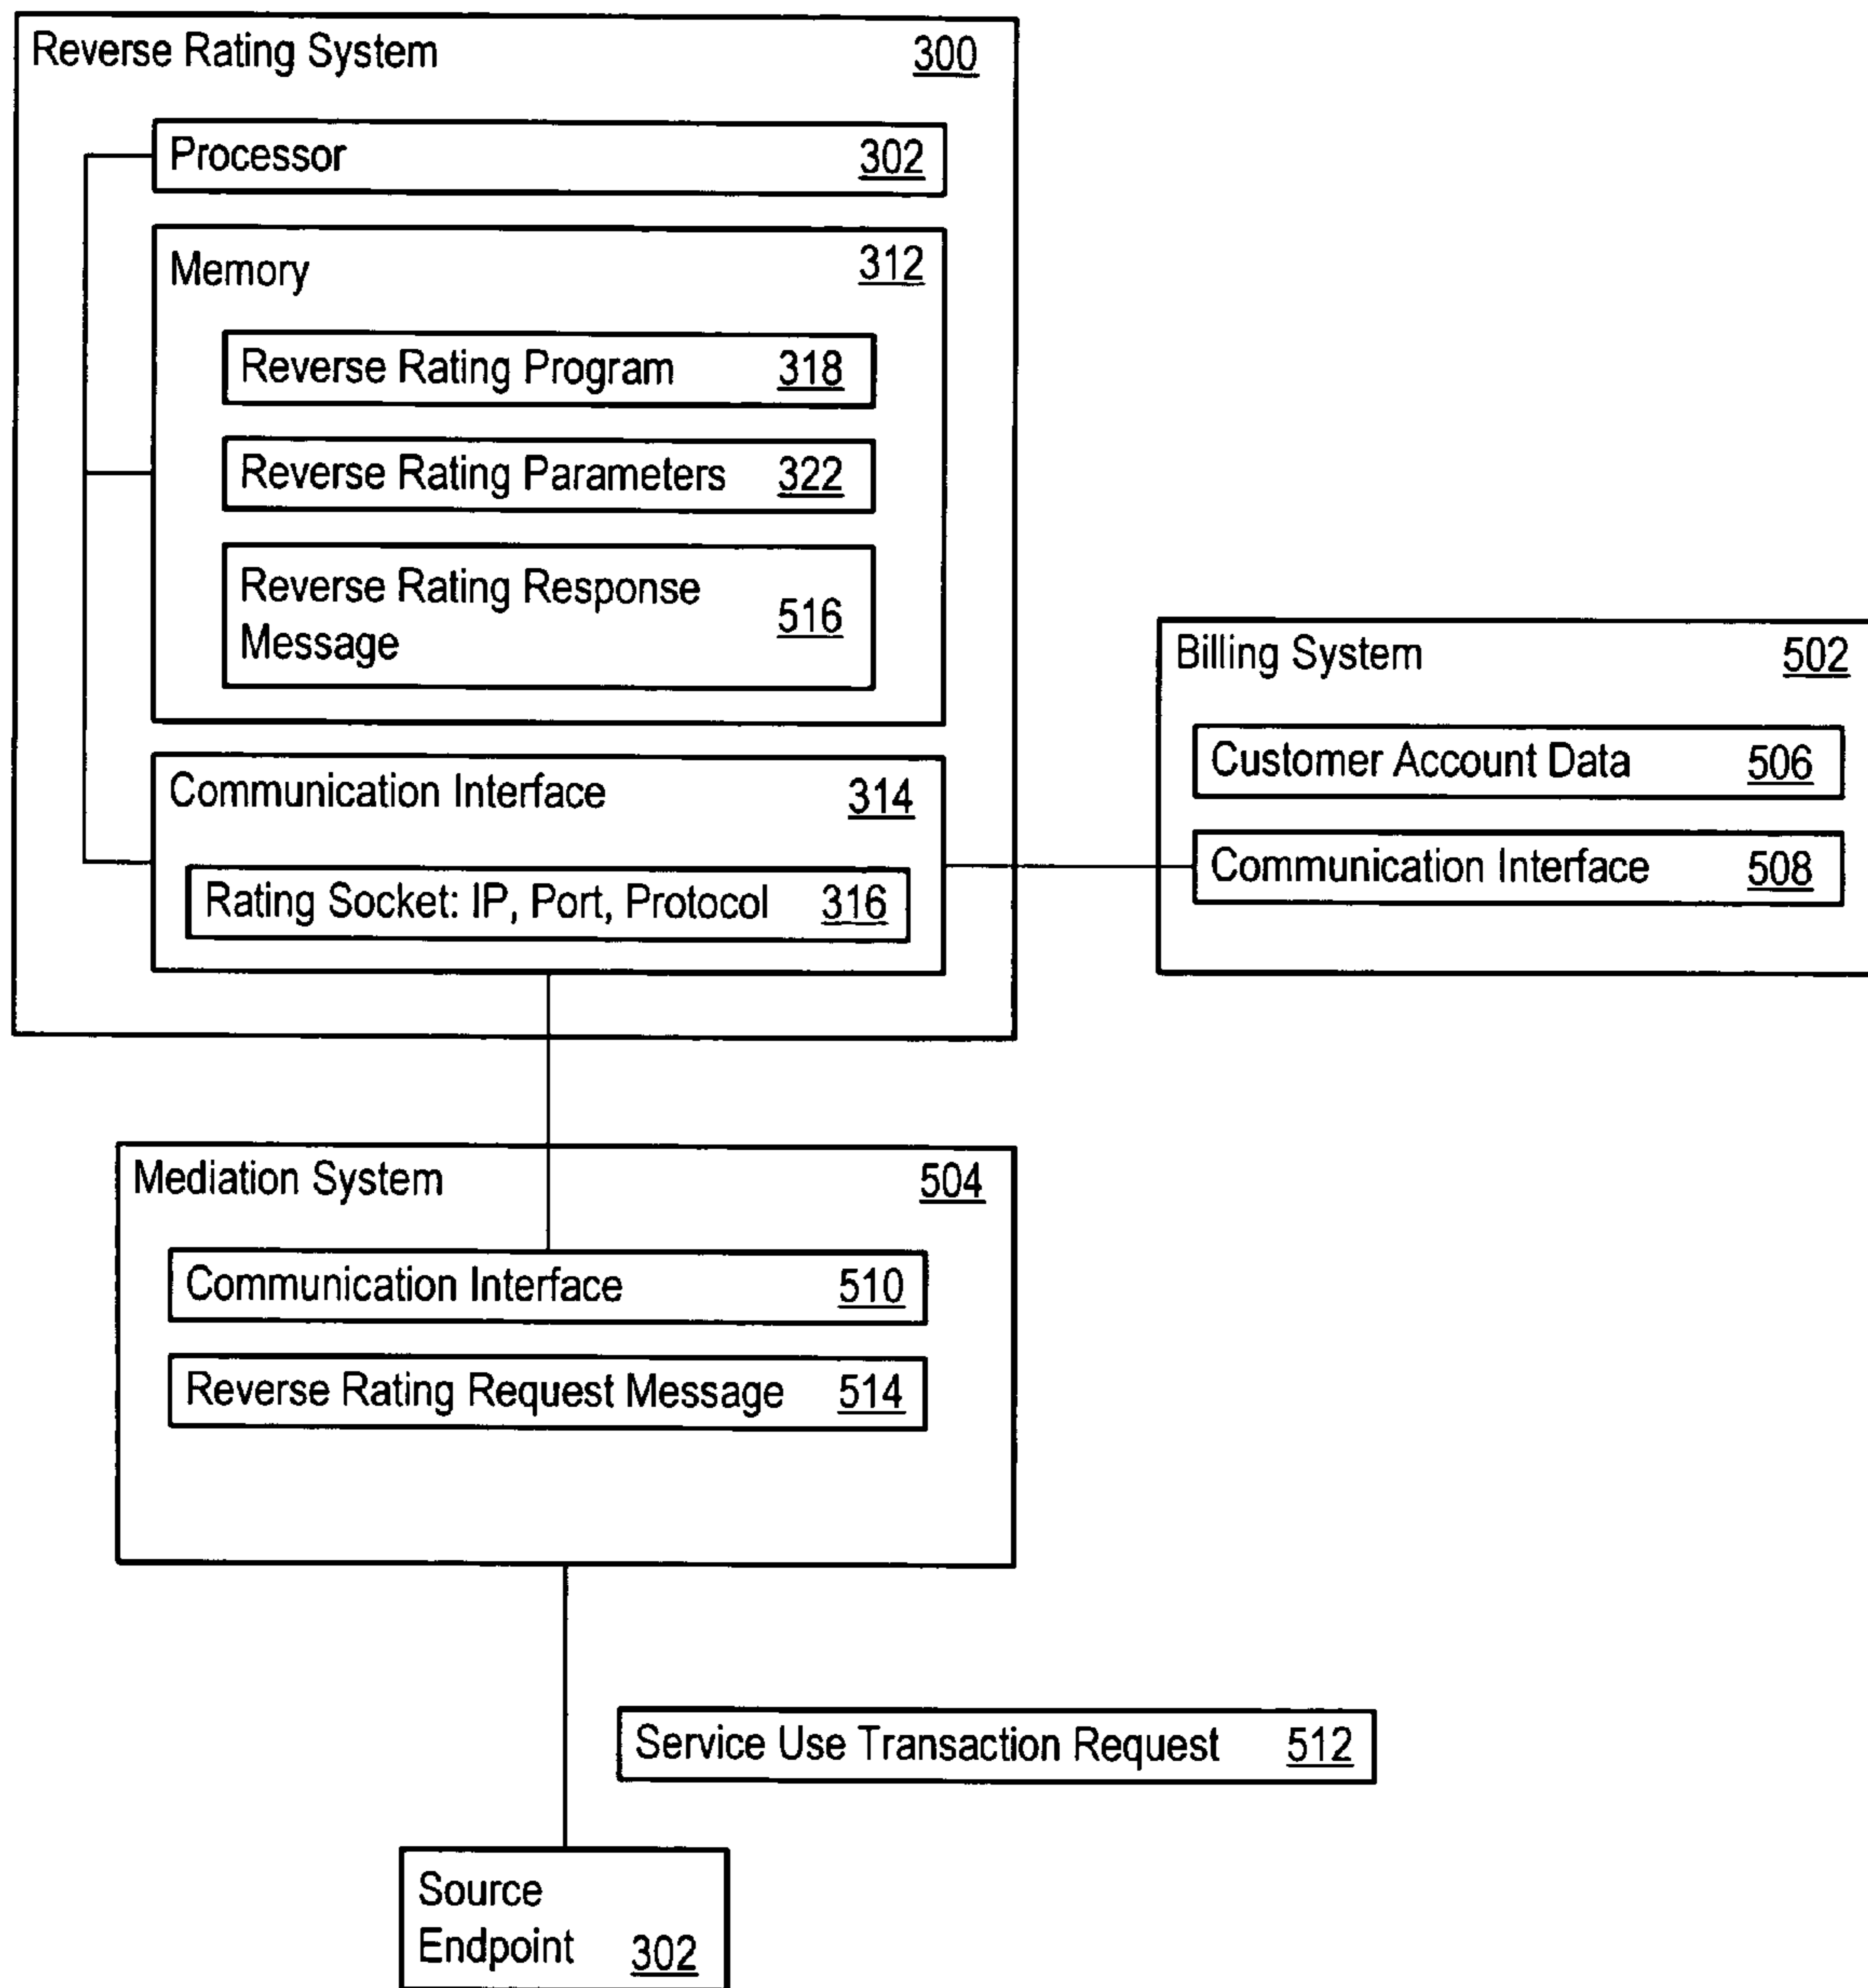 Reverse Rating System 300
Processor 302
Memory 312
Reverse Rating Program 318
Reverse Rating Parameters 322
Reverse Rating Response
Message 516
Communication Interface 314
Rating Socket: IP, Port, Protocol 316
Billing System 502
Customer Account Data 506
Communication Interface 508
Mediation System 504
Communication Interface 510
Reverse Rating Request Message 514
Service Use Transaction Request 512
Source
Endpoint 302